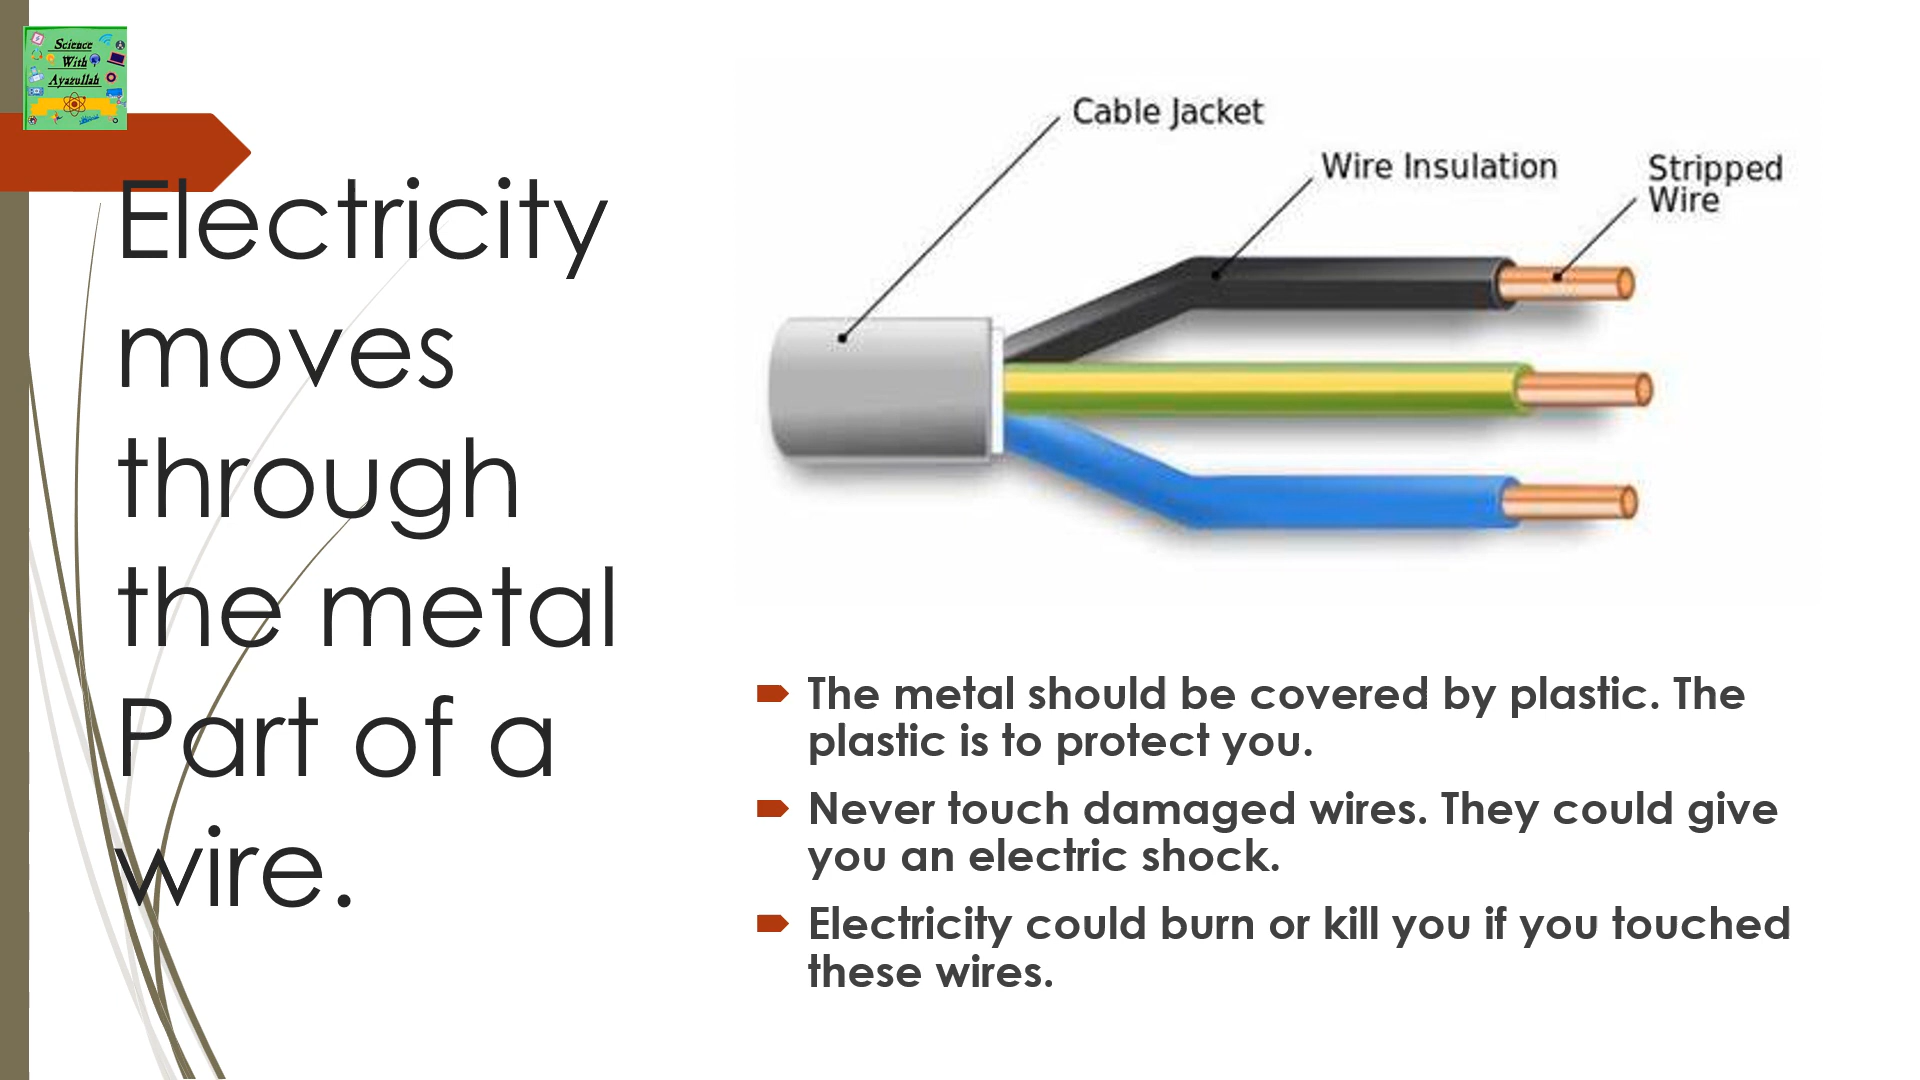 Science
With
Ayazullah
Electricity
moves
through
the metal
Part of a
wire.
Cable Jacket
Wire Insulation
Stripped
Wire
The metal should be covered by plastic. The
plastic is to protect you.
Never touch damaged wires. They could give
you an electric shock.
Electricity could burn or kill you if you touched
these wires.